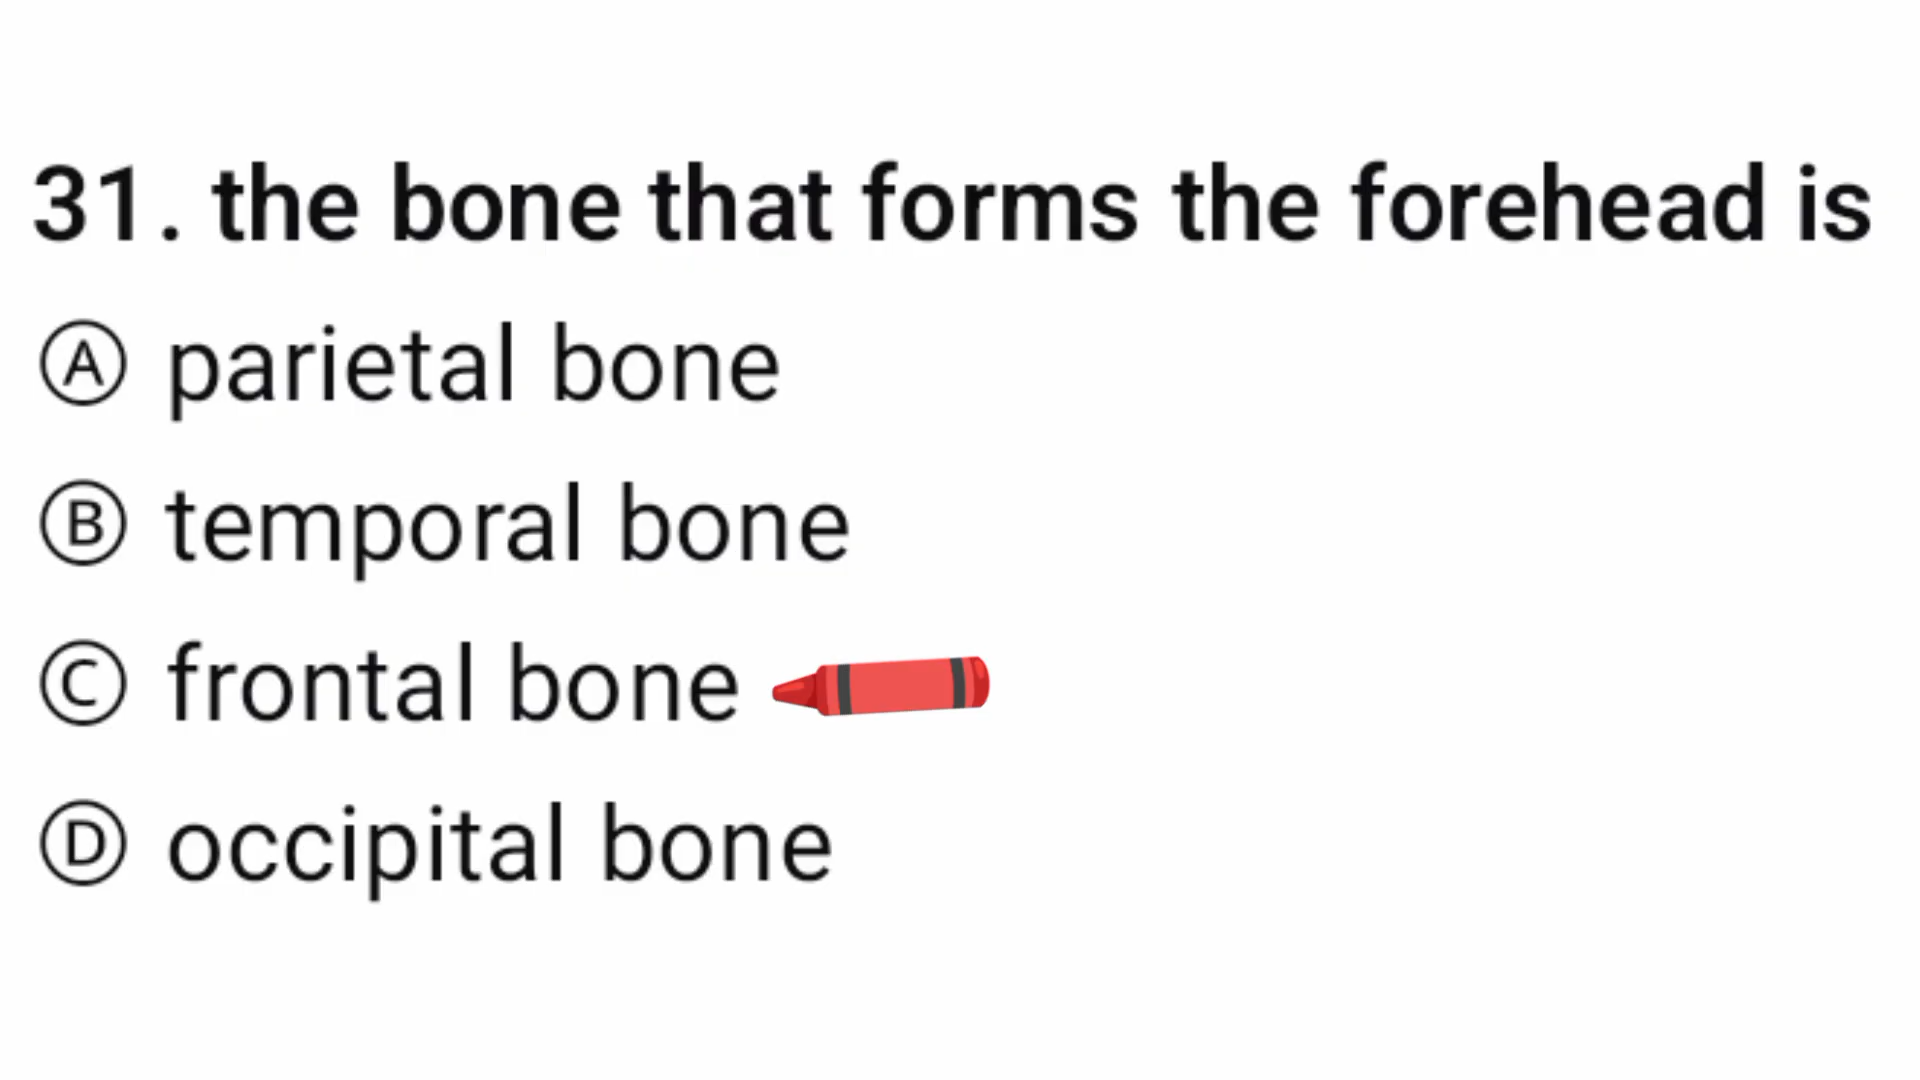 31. the bone that forms the forehead is
Ⓐ parietal bone
Ⓑ temporal bone
Ⓒ frontal bone
Ⓓ occipital bone